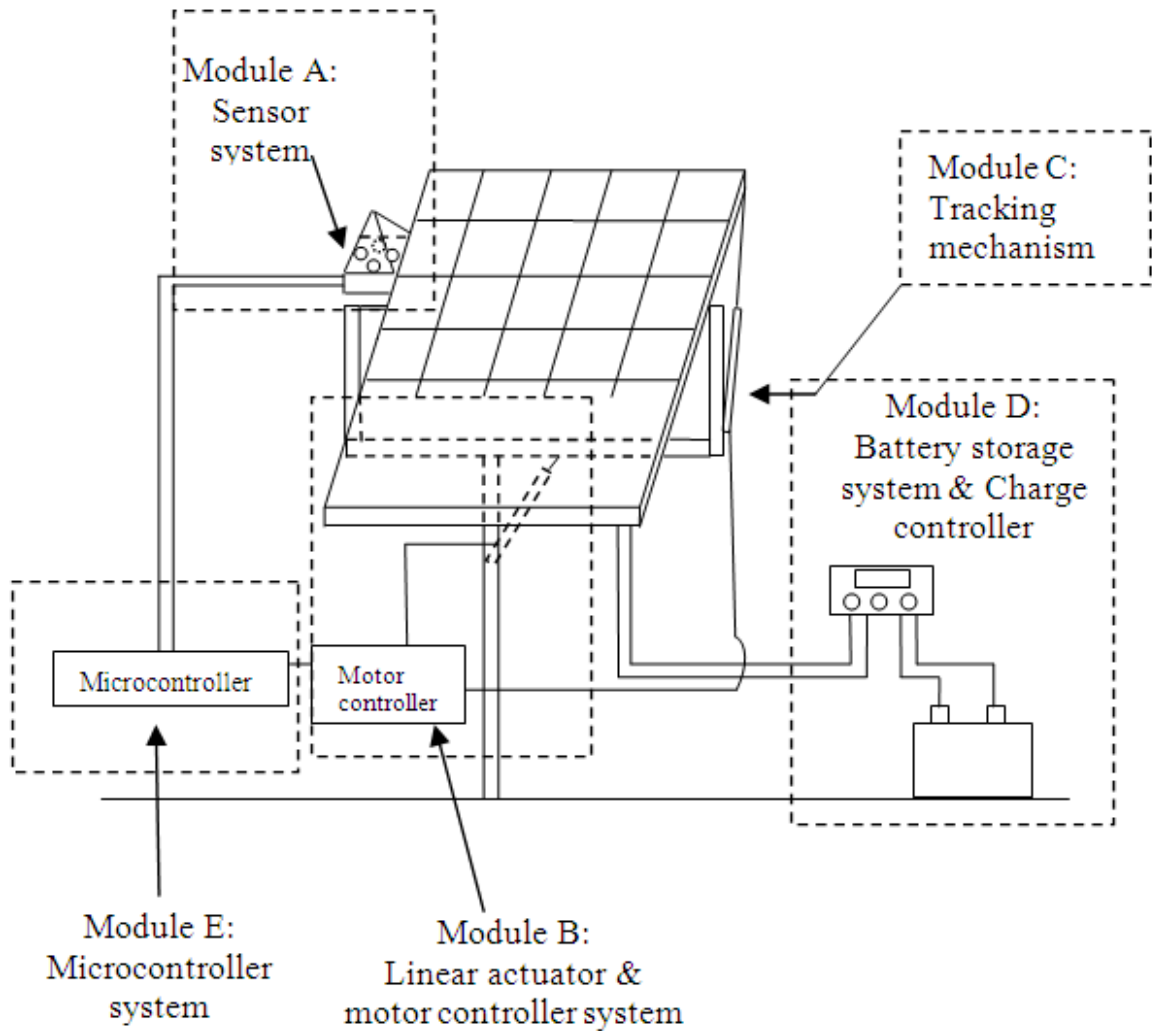 Module A:
Sensor
system
Module C:
Tracking
mechanism
Module D:
Battery storage
system & Charge
controller
Microcontroller
Motor
controller
Module E:
Microcontroller
system
Module B:
Linear actuator &
motor controller system